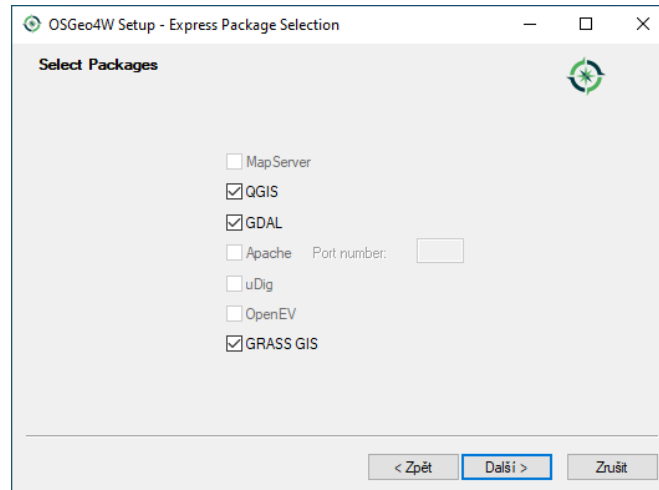 OSGeo4W Setup - Express Package Selection
Select Packages
MapServer
QGIS
GDAL
Apache Port number:
uDig
OpenEV
GRASS GIS
< Zpět Další > Zrušit